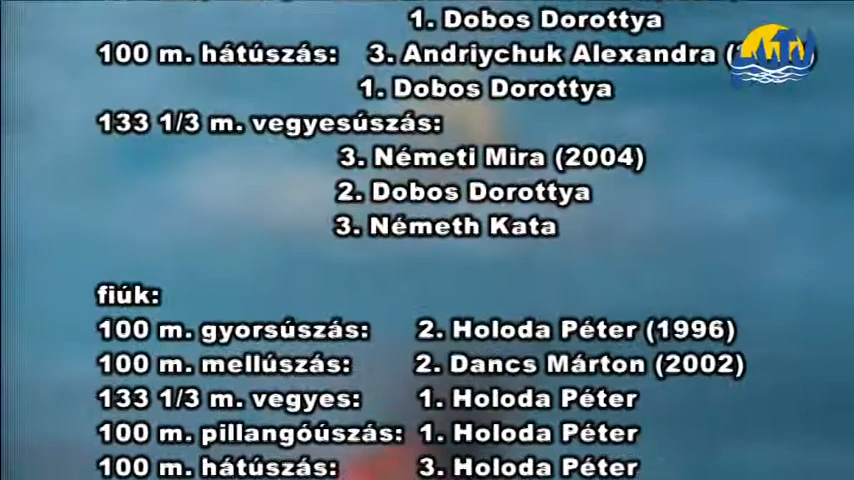 1. Dobos Dorottya
100 m. hátúszás: 3. Andriychuk Alexandra (
1. Dobos Dorottya
133 1/3 m. vegyesúszás:
3. Németi Mira (2004)
2. Dobos Dorottya
3. Németh Kata
fiúk:
100 m. gyorsúszás: 2. Holoda Péter (1996)
100 m. mellúszás: 2. Dancs Márton (2002)
133 1/3 m. vegyes: 1. Holoda Péter
100 m. pillangóúszás: 1. Holoda Péter
100 m. hátúszás: 3. Holoda Péter